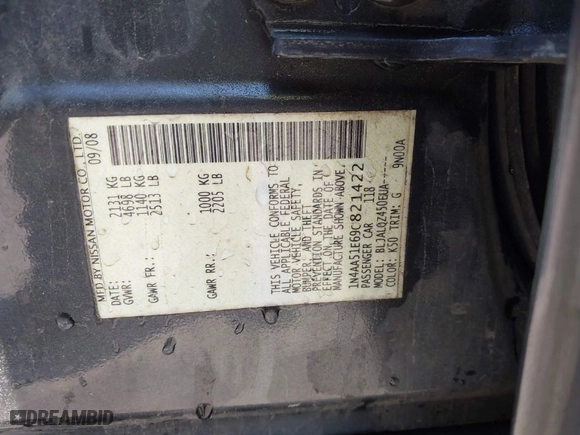 MFD BY NISSAN MOTOR CO., LTD.
DATE: 09/08
GVWR: 2131 KG
4698 LB
GAWR FR: 1140 KG
2513 LB
GAWR RR: 1000 KG
2205 LB
THIS VEHICLE CONFORMS TO
ALL APPLICABLE FEDERAL
MOTOR VEHICLE SAFETY,
BUMPER, AND THEFT
PREVENTION STANDARDS IN
EFFECT ON THE DATE OF
MANUFACTURE SHOWN ABOVE.
1N4AA51E69C821422
PASSENGER CAR 118
MODEL: BLJALQZ4506UA
COLOR: K50 TRIM: G
9N00A
DREAMBID